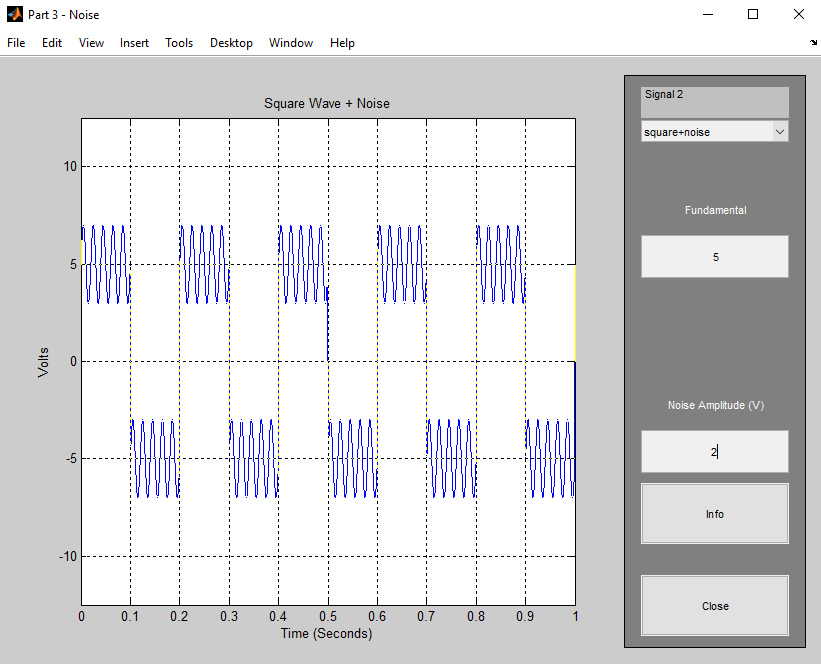 Part 3 - Noise
File Edit View Insert Tools Desktop Window Help
Square Wave + Noise
10
5
0
-5
-10
Volts
0 0.1 0.2 0.3 0.4 0.5 0.6 0.7 0.8 0.9 1
Time (Seconds)
Signal 2
square+noise
Fundamental
5
Noise Amplitude (V)
2
Info
Close